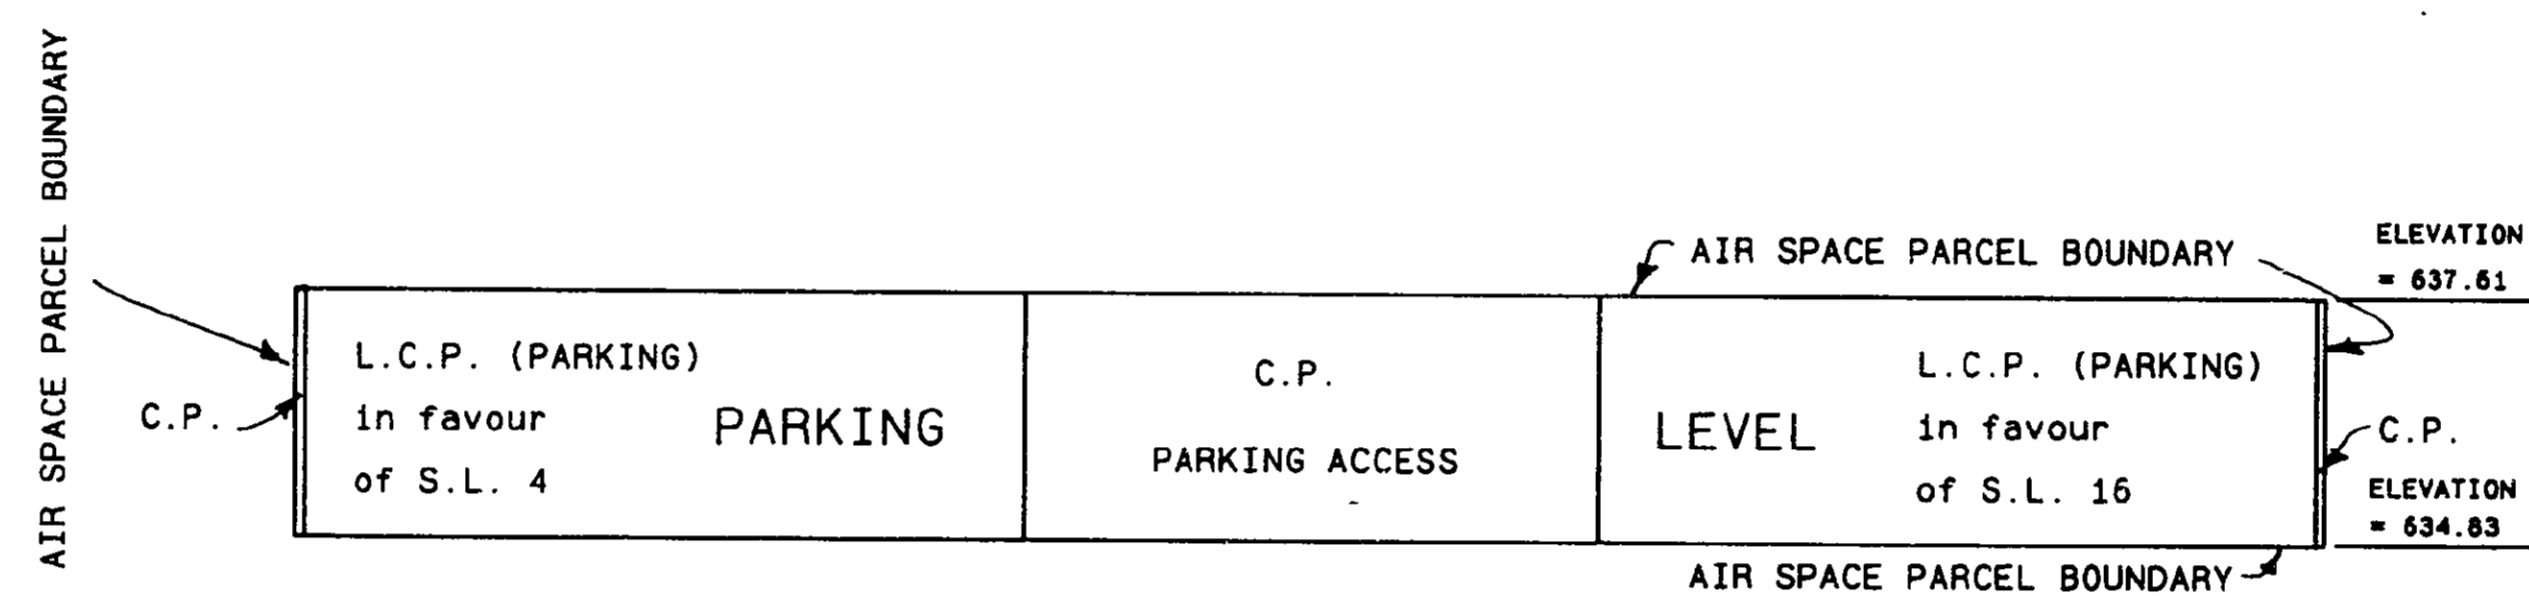 AIR SPACE PARCEL BOUNDARY
AIR SPACE PARCEL BOUNDARY
ELEVATION
= 637.61
C.P.
L.C.P. (PARKING)
in favour
of S.L. 4
PARKING
C.P.
PARKING ACCESS
LEVEL
L.C.P. (PARKING)
in favour
of S.L. 16
C.P.
ELEVATION
= 634.83
AIR SPACE PARCEL BOUNDARY